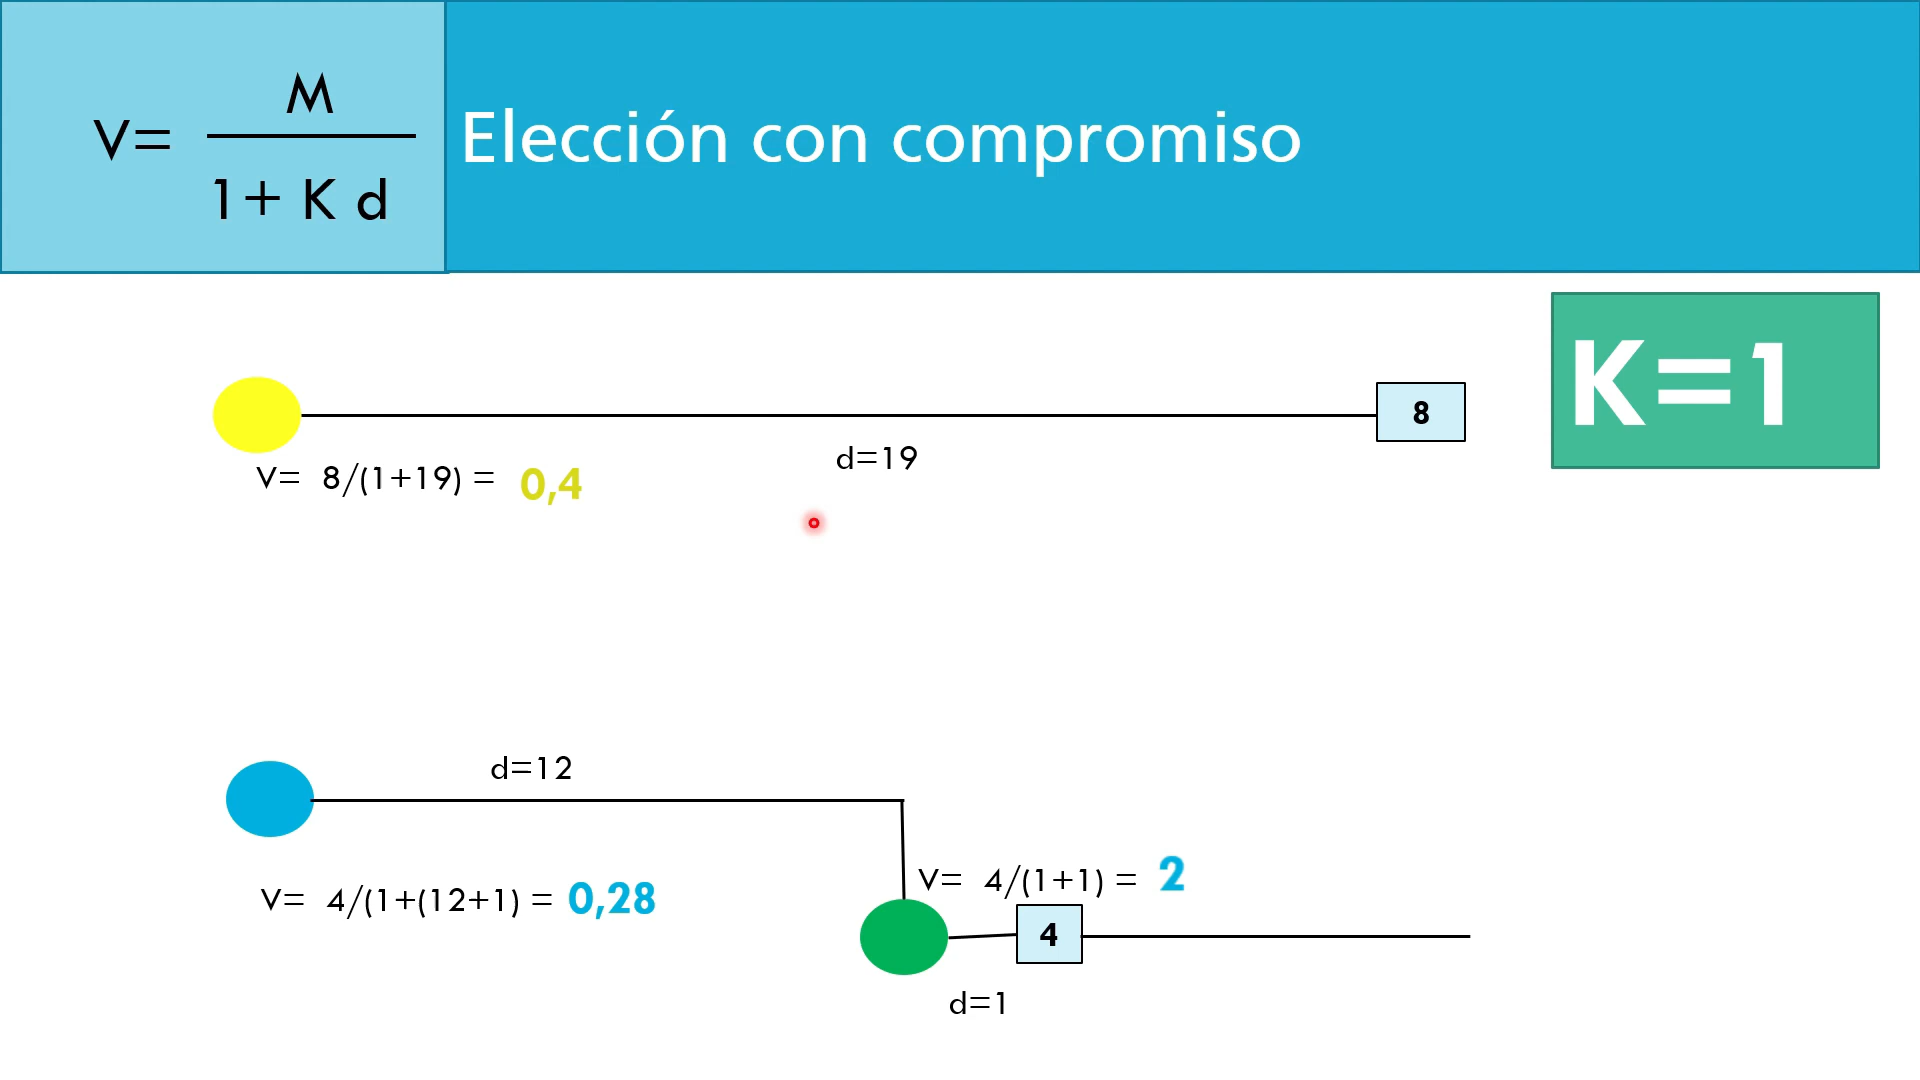 V= M
1+ K d
Elección con compromiso
K=1
8
d=19
V= 8/(1+19) = 0,4
d=12
V= 4/(1+(12+1) = 0,28
V= 4/(1+1) = 2
4
d=1